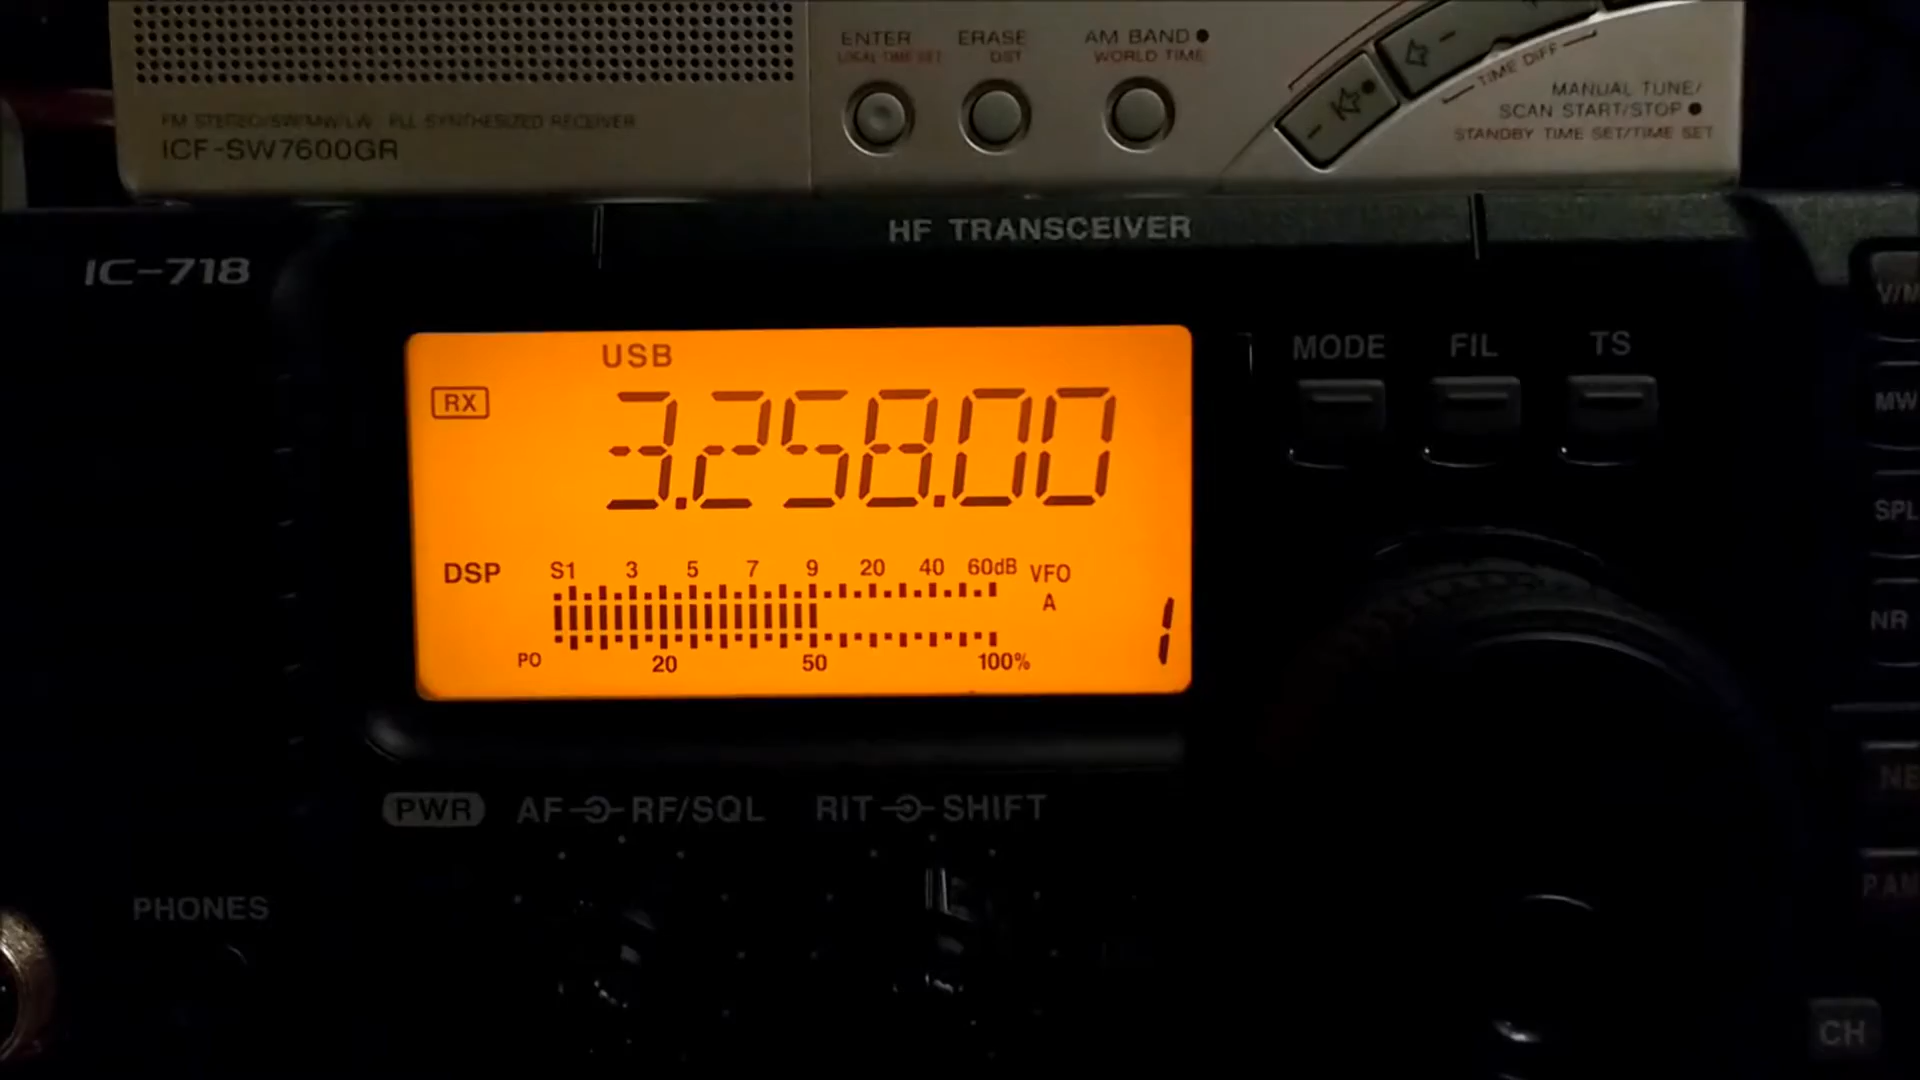 ENTER ERASE AM BAND
LOCAL TIME SET DST WORLD TIME
TIME DIFF
MANUAL TUNE/
SCAN START/STOP
STANDBY TIME SET/TIME SET
FM STEREO/SW/MW/LW PLL SYNTHESIZED RECEIVER
ICF-SW7600GR
HF TRANSCEIVER
IC-718
V/M
MODE FIL TS
USB
RX
3.258.00
MW
SPL
DSP S1 3 5 7 9 20 40 60dB VFO
A
1
NR
PO 20 50 100%
PWR AF RF/SQL RIT SHIFT
PHONES
CH